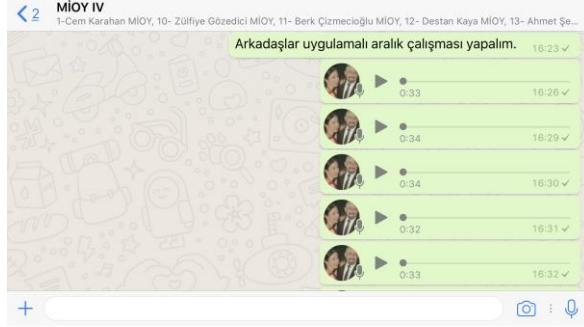 2
MİOY IV
1-Cem Karahan MİOY, 10- Zülfiye Gözedici MİOY, 11- Berk Çizmecioğlu MİOY, 12- Destan Kaya MİOY, 13- Ahmet Şe...
Arkadaşlar uygulamalı aralık çalışması yapalım. 16:23
0:33 16:26
0:34 16:29
0:34 16:30
0:32 16:31
0:33 16:32